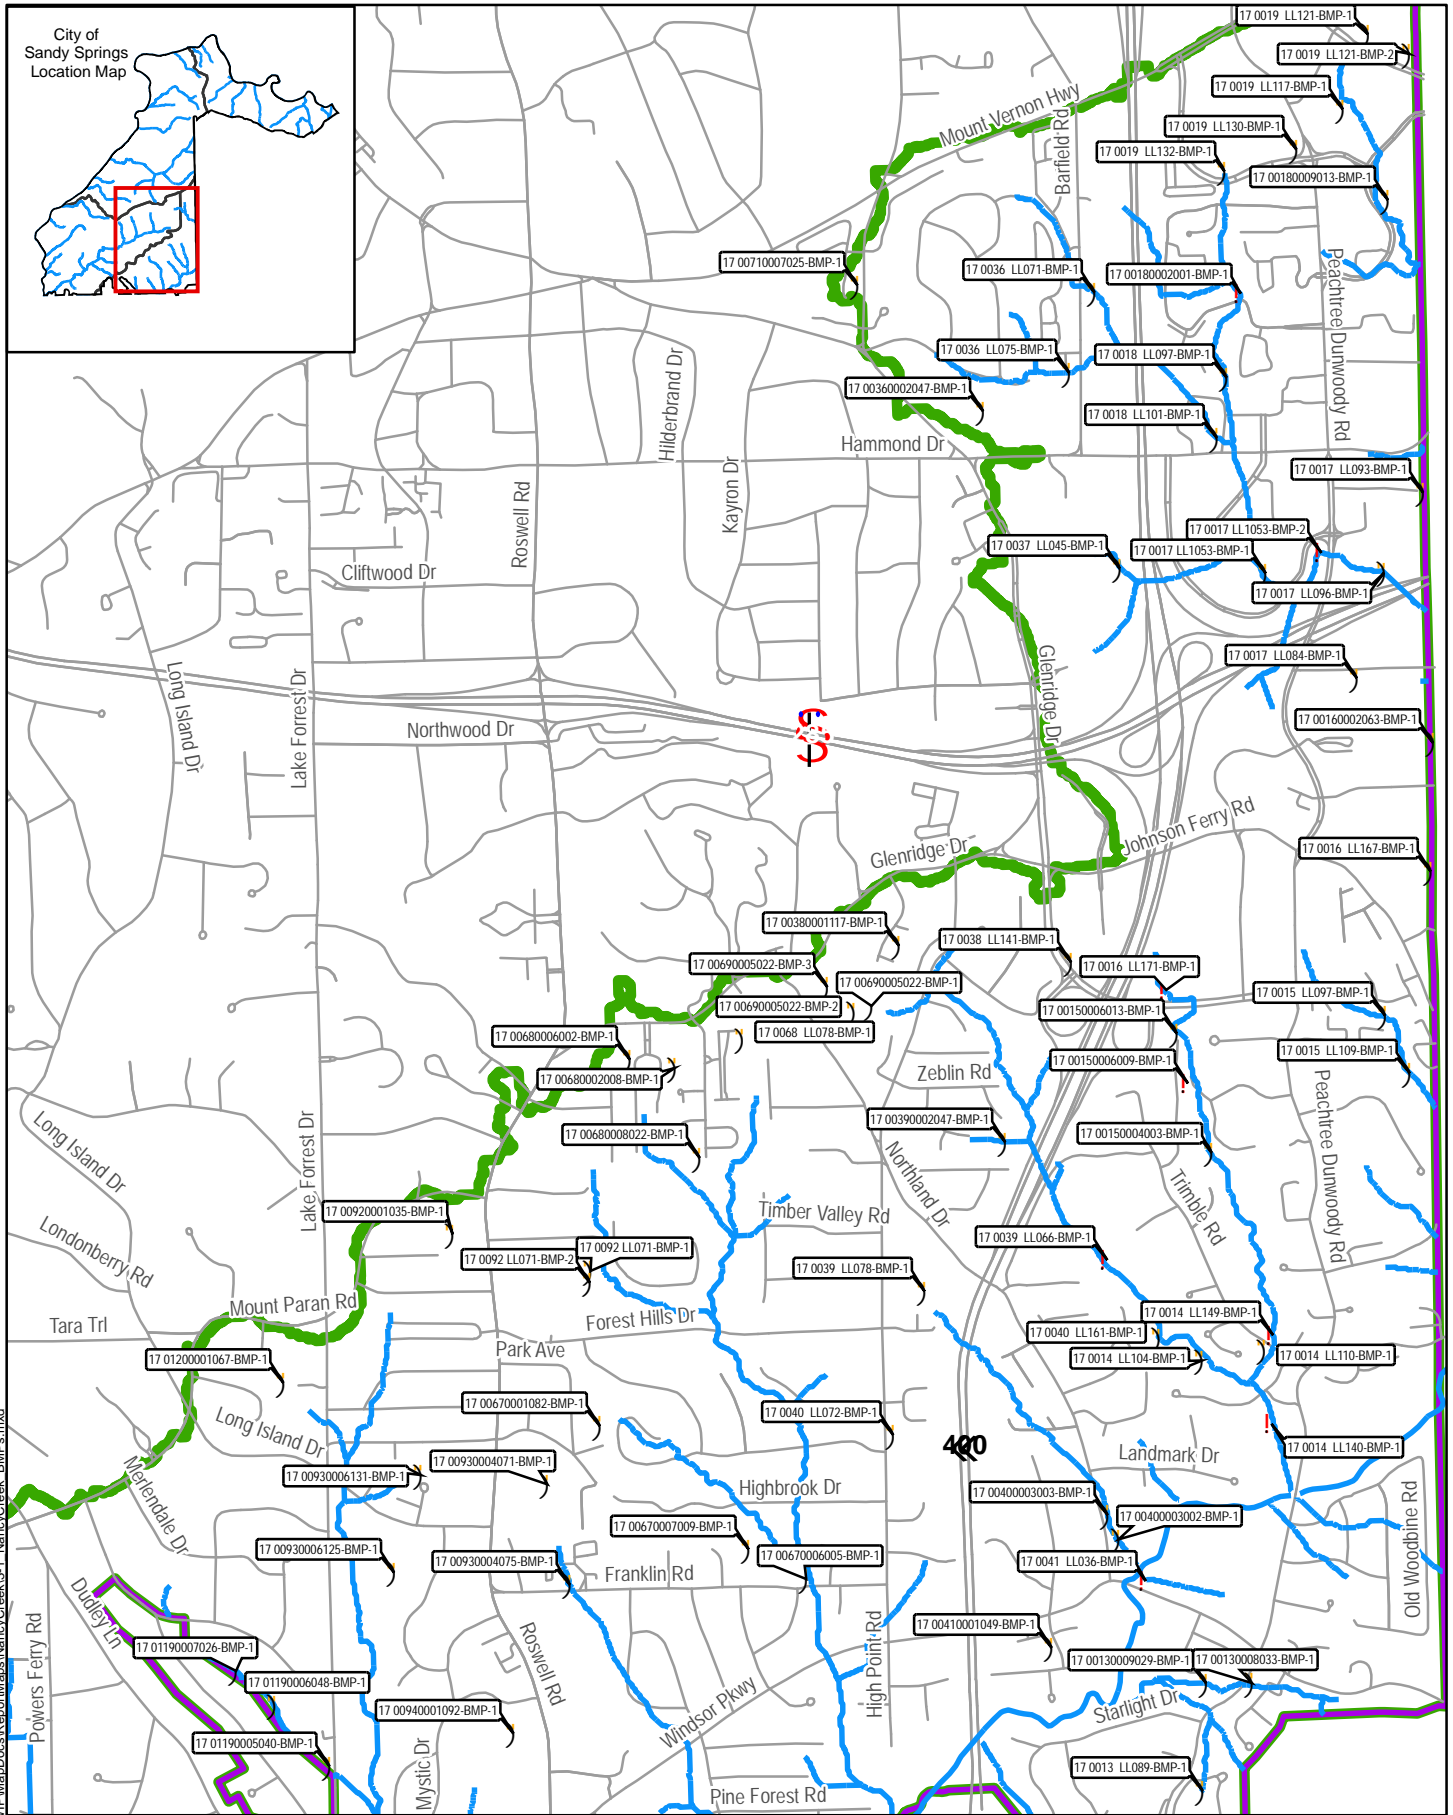 City of
Sandy Springs
Location Map
17 0019 LL121-BMP-1
17 0019 LL121-BMP-2
17 0019 LL117-BMP-1
Mount Vernon Hwy
Barfield Rd
17 0019 LL130-BMP-1
17 0019 LL132-BMP-1
17 00180009013-BMP-1
17 00710007025-BMP-1
17 0036 LL071-BMP-1
17 00180002001-BMP-1
Peachtree Dunwoody Rd
17 0036 LL075-BMP-1
17 0018 LL097-BMP-1
17 00360002047-BMP-1
Hilderbrand Dr
17 0018 LL101-BMP-1
Hammond Dr
17 0017 LL093-BMP-1
Kayron Dr
Roswell Rd
17 0017 LL1053-BMP-2
17 0037 LL045-BMP-1
17 0017 LL1053-BMP-1
Cliftwood Dr
17 0017 LL096-BMP-1
17 0017 LL084-BMP-1
Long Island Dr
Lake Forrest Dr
Glenridge Dr
17 00160002063-BMP-1
Northwood Dr
Johnson Ferry Rd
Glenridge Dr
17 0016 LL167-BMP-1
17 00380001117-BMP-1
17 0038 LL141-BMP-1
17 00690005022-BMP-3
17 0016 LL171-BMP-1
17 00690005022-BMP-1
17 0015 LL097-BMP-1
17 00690005022-BMP-2
17 00150006013-BMP-1
17 0068 LL078-BMP-1
17 00680006002-BMP-1
17 0015 LL109-BMP-1
17 00150006009-BMP-1
Zeblin Rd
17 00680002008-BMP-1
Peachtree Dunwoody Rd
17 00390002047-BMP-1
17 00680008022-BMP-1
17 00150004003-BMP-1
Long Island Dr
Lake Forrest Dr
Northland Dr
Trimble Rd
17 00920001035-BMP-1
Timber Valley Rd
Londonberry Rd
17 0039 LL066-BMP-1
17 0092 LL071-BMP-1
17 0092 LL071-BMP-2
17 0039 LL078-BMP-1
Mount Paran Rd
Forest Hills Dr
17 0014 LL149-BMP-1
Tara Trl
17 0040 LL161-BMP-1
Park Ave
17 0014 LL104-BMP-1
17 0014 LL110-BMP-1
17 01200001067-BMP-1
17 00670001082-BMP-1
17 0040 LL072-BMP-1
Long Island Dr
400
17 0014 LL140-BMP-1
Landmark Dr
17 00930004071-BMP-1
17 00930006131-BMP-1
Highbrook Dr
17 00400003003-BMP-1
Merlendale Dr
17 00400003002-BMP-1
Old Woodbine Rd
17 00670007009-BMP-1
17 00930006125-BMP-1
17 00930004075-BMP-1
17 00670006005-BMP-1
17 0041 LL036-BMP-1
Franklin Rd
Dudley Ln
17 00410001049-BMP-1
High Point Rd
17 01190007026-BMP-1
17 00130009029-BMP-1
17 00130008033-BMP-1
Powers Ferry Rd
Roswell Rd
17 01190006048-BMP-1
17 00940001092-BMP-1
Windsor Pkwy
Starlight Dr
17 01190005040-BMP-1
Mystic Dr
17 0013 LL089-BMP-1
Pine Forest Rd